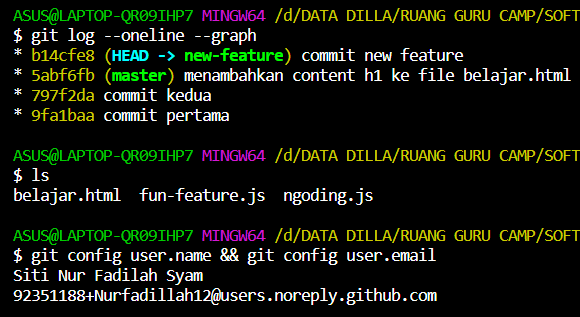 ASUS@LAPTOP-QR09IHP7 MINGW64 /d/DATA DILLA/RUANG GURU CAMP/SOFT
$ git log --oneline --graph
* b14cfe8 (HEAD -> new-feature) commit new feature
* 5abf6fb (master) menambahkan content h1 ke file belajar.html
* 797f2da commit kedua
* 9fa1baa commit pertama
ASUS@LAPTOP-QR09IHP7 MINGW64 /d/DATA DILLA/RUANG GURU CAMP/SOFT
$ ls
belajar.html  fun-feature.js  ngoding.js
ASUS@LAPTOP-QR09IHP7 MINGW64 /d/DATA DILLA/RUANG GURU CAMP/SOFT
$ git config user.name && git config user.email
Siti Nur Fadilah Syam
92351188+Nurfadillah12@users.noreply.github.com